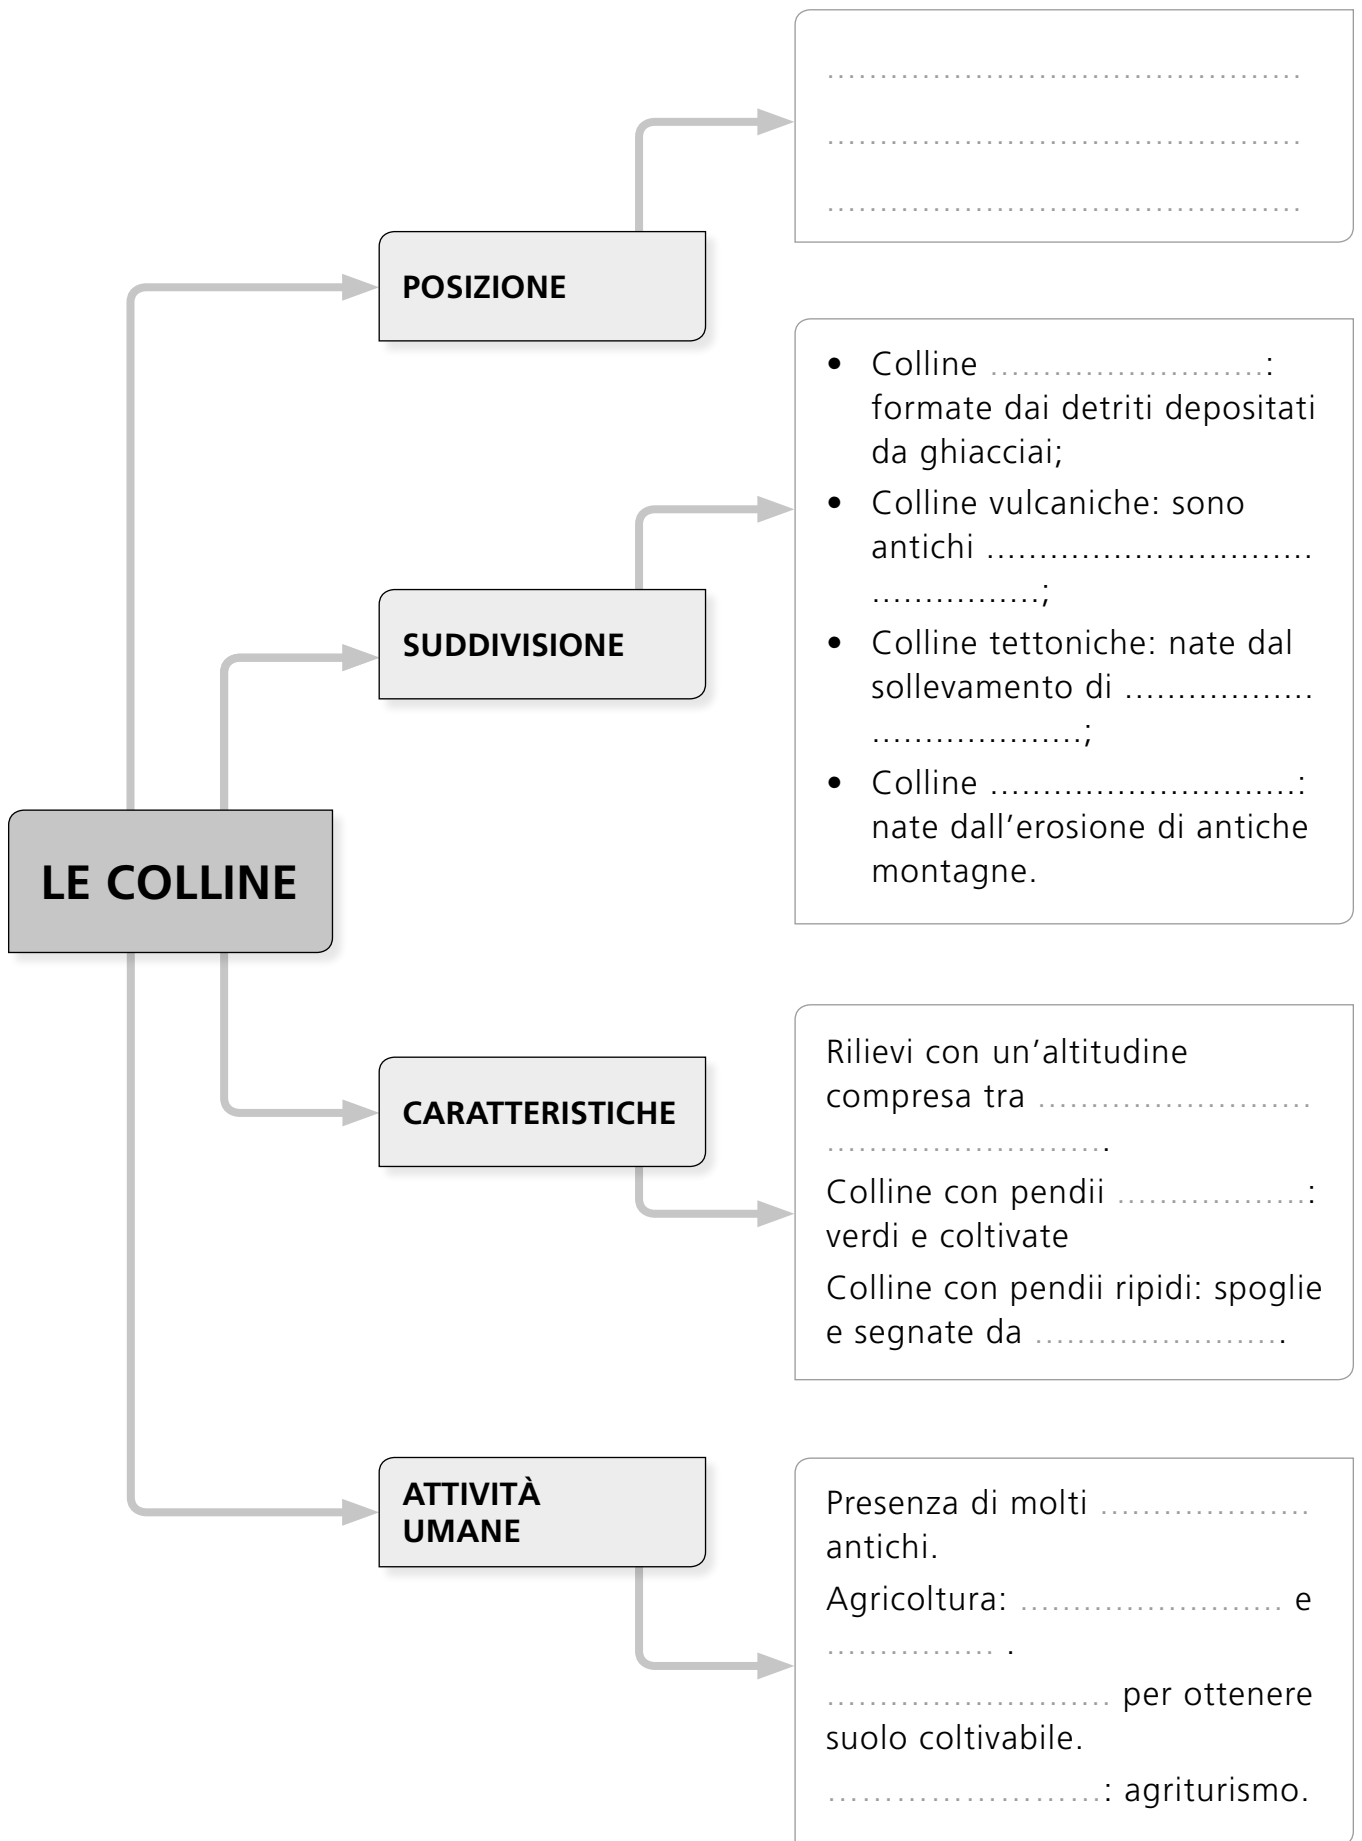 LE COLLINE
POSIZIONE
............................................
............................................
............................................
SUDDIVISIONE
• Colline ..........................:
formate dai detriti depositati
da ghiacciai;
• Colline vulcaniche: sono
antichi ...............................
................;
• Colline tettoniche: nate dal
sollevamento di ..................
....................;
• Colline .............................:
nate dall’erosione di antiche
montagne.
CARATTERISTICHE
Rilievi con un’altitudine
compresa tra ..........................
..........................
Colline con pendii ..................:
verdi e coltivate
Colline con pendii ripidi: spoglie
e segnate da ........................
ATTIVITÀ
UMANE
Presenza di molti ....................
antichi.
Agricoltura: ......................... e
................ .
........................... per ottenere
suolo coltivabile.
........................: agriturismo.